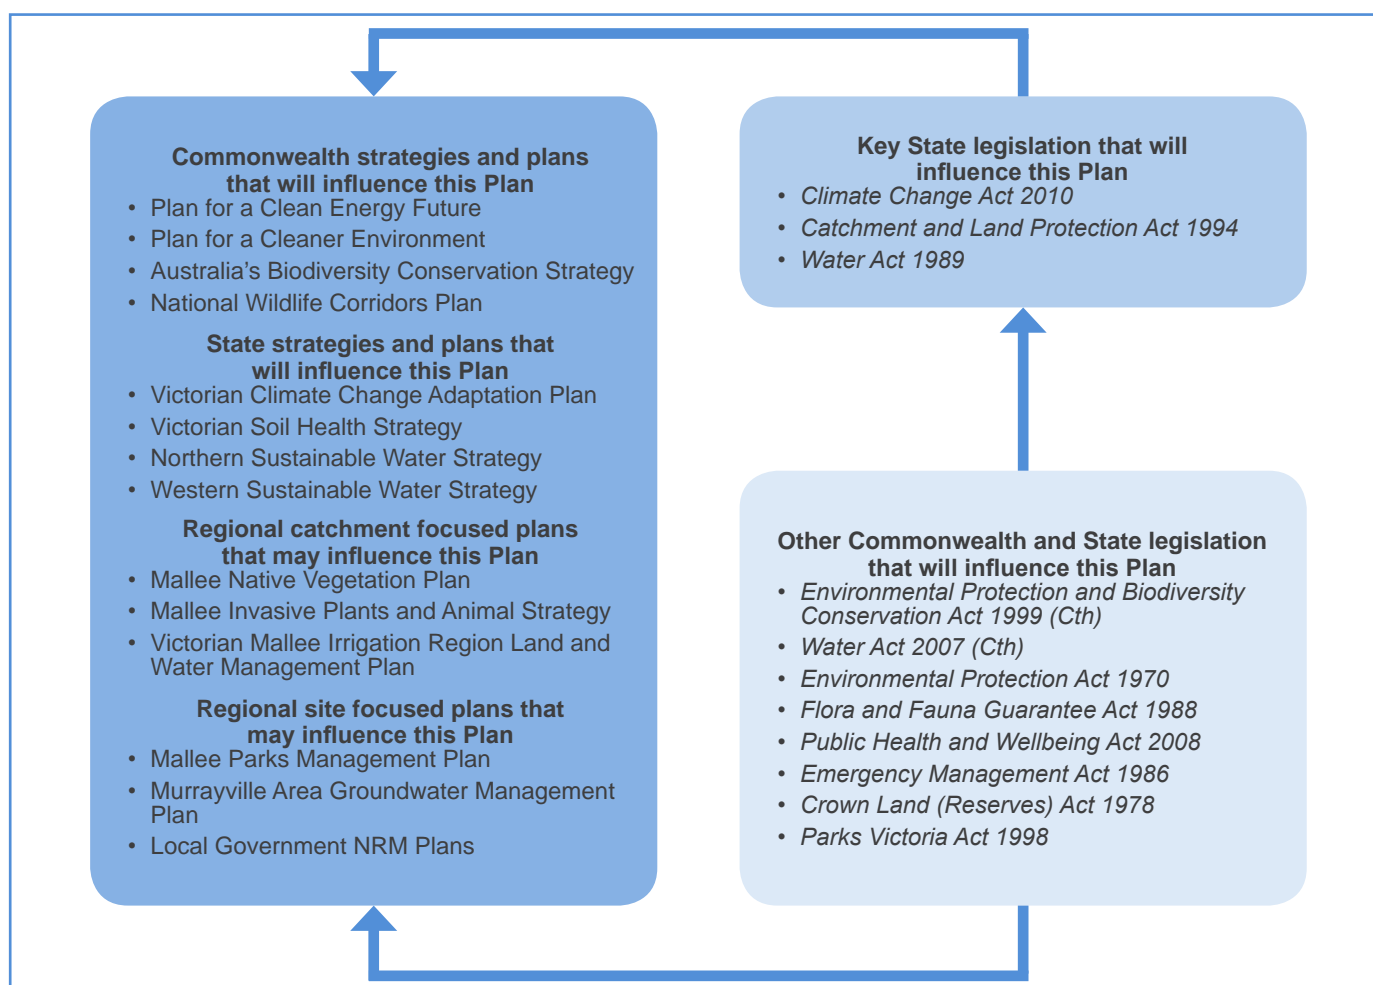 Commonwealth strategies and plans
that will influence this Plan
• Plan for a Clean Energy Future
• Plan for a Cleaner Environment
• Australia’s Biodiversity Conservation Strategy
• National Wildlife Corridors Plan
State strategies and plans that
will influence this Plan
• Victorian Climate Change Adaptation Plan
• Victorian Soil Health Strategy
• Northern Sustainable Water Strategy
• Western Sustainable Water Strategy
Regional catchment focused plans
that may influence this Plan
• Mallee Native Vegetation Plan
• Mallee Invasive Plants and Animal Strategy
• Victorian Mallee Irrigation Region Land and
Water Management Plan
Regional site focused plans that
may influence this Plan
• Mallee Parks Management Plan
• Murrayville Area Groundwater Management
Plan
• Local Government NRM Plans
Key State legislation that will
influence this Plan
• Climate Change Act 2010
• Catchment and Land Protection Act 1994
• Water Act 1989
Other Commonwealth and State legislation
that will influence this Plan
• Environmental Protection and Biodiversity
Conservation Act 1999 (Cth)
• Water Act 2007 (Cth)
• Environmental Protection Act 1970
• Flora and Fauna Guarantee Act 1988
• Public Health and Wellbeing Act 2008
• Emergency Management Act 1986
• Crown Land (Reserves) Act 1978
• Parks Victoria Act 1998